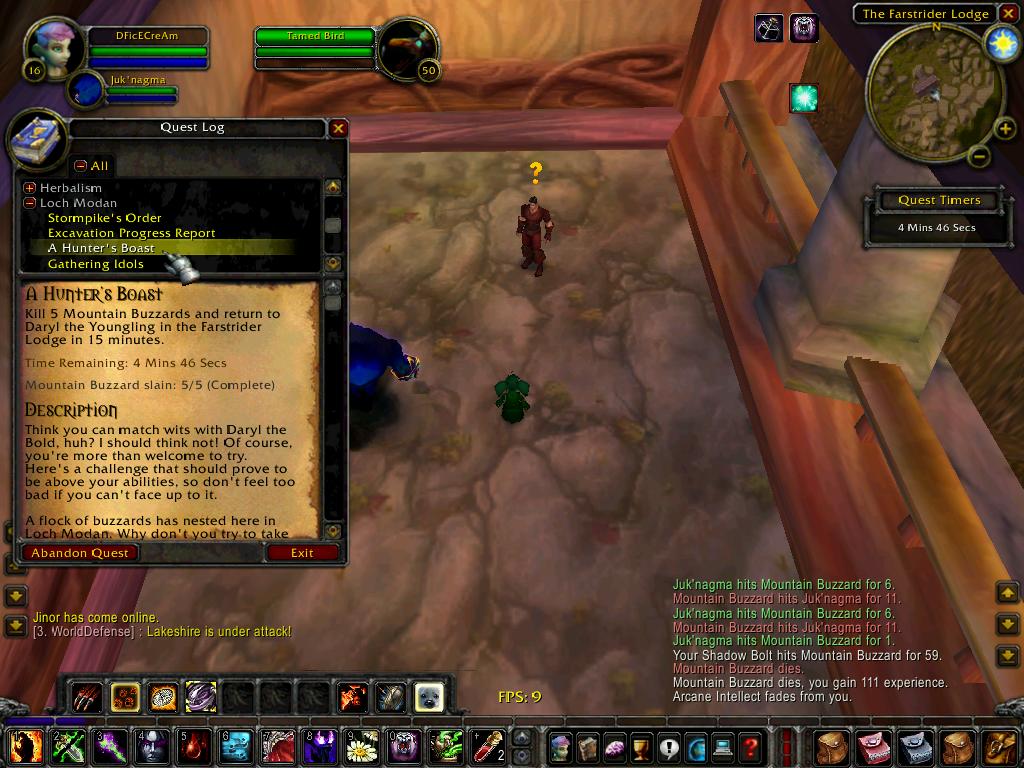 DFicECreAm
16
Juk'nagma
Tamed Bird
50
The Farstrider Lodge
N
Quest Log
All
Herbalism
Loch Modan
Stormpike's Order
Excavation Progress Report
A Hunter's Boast
Gathering Idols
A Hunter's Boast
Kill 5 Mountain Buzzards and return to
Daryl the Youngling in the Farstrider
Lodge in 15 minutes.
Time Remaining: 4 Mins 46 Secs
Mountain Buzzard slain: 5/5 (Complete)
Description
Think you can match wits with Daryl the
Bold, huh? I should think not! Of course,
you're more than welcome to try.
Here's a challenge that should prove to
be above your abilities, so don't feel too
bad if you can't face up to it.
A flock of buzzards has nested here in
Loch Modan. Why don't you try to take
Abandon Quest
Exit
Quest Timers
4 Mins 46 Secs
?
Jinor has come online.
[3. WorldDefense] : Lakeshire is under attack!
Juk'nagma hits Mountain Buzzard for 6.
Mountain Buzzard hits Juk'nagma for 11.
Juk'nagma hits Mountain Buzzard for 6.
Mountain Buzzard hits Juk'nagma for 11.
Juk'nagma hits Mountain Buzzard for 1.
Your Shadow Bolt hits Mountain Buzzard for 59.
Mountain Buzzard dies.
Mountain Buzzard dies, you gain 111 experience.
Arcane Intellect fades from you.
FPS: 9
2 3 4 5 6 7 8 9 0 - = 2